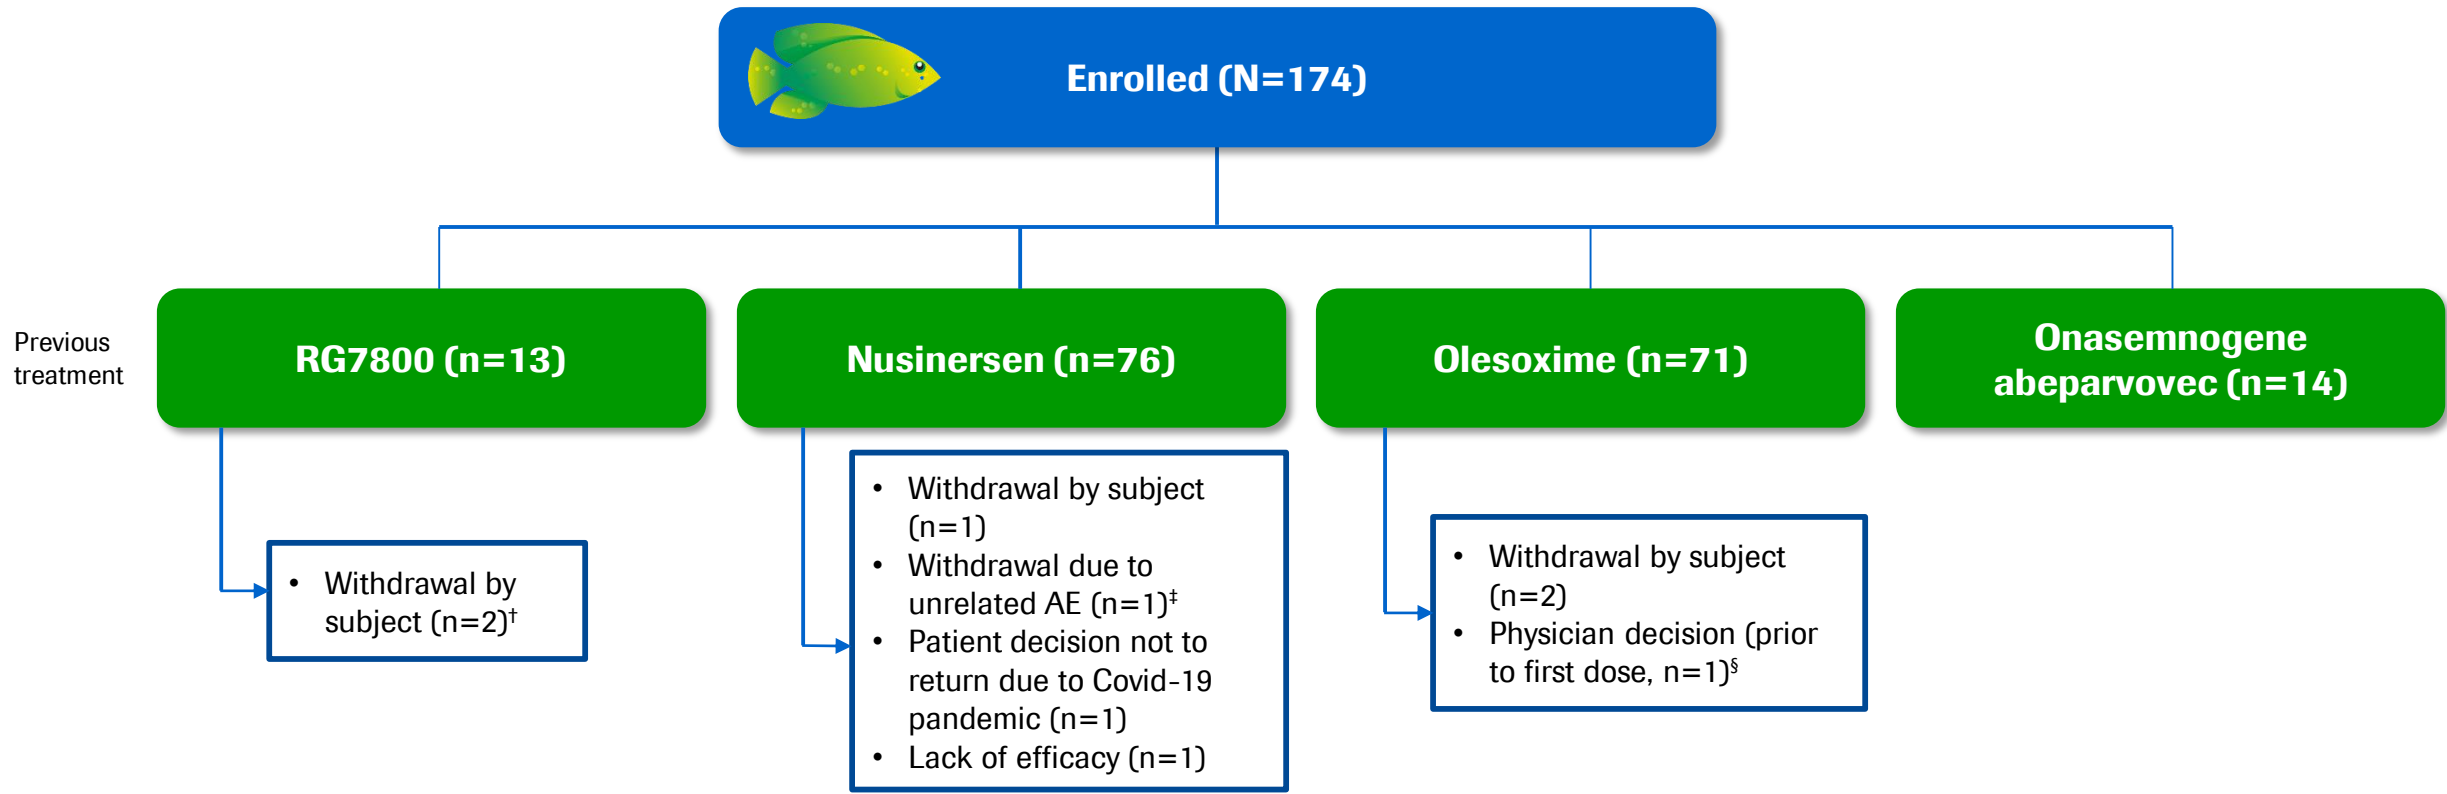 Enrolled (N=174)
Previous
treatment
RG7800 (n=13)
Nusinersen (n=76)
Olesoxime (n=71)
Onasemnogene
abeparvovec (n=14)
• Withdrawal by
subject (n=2)†
• Withdrawal by subject
(n=1)
• Withdrawal due to
unrelated AE (n=1)‡
• Patient decision not to
return due to Covid-19
pandemic (n=1)
• Lack of efficacy (n=1)
• Withdrawal by subject
(n=2)
• Physician decision (prior
to first dose, n=1)§